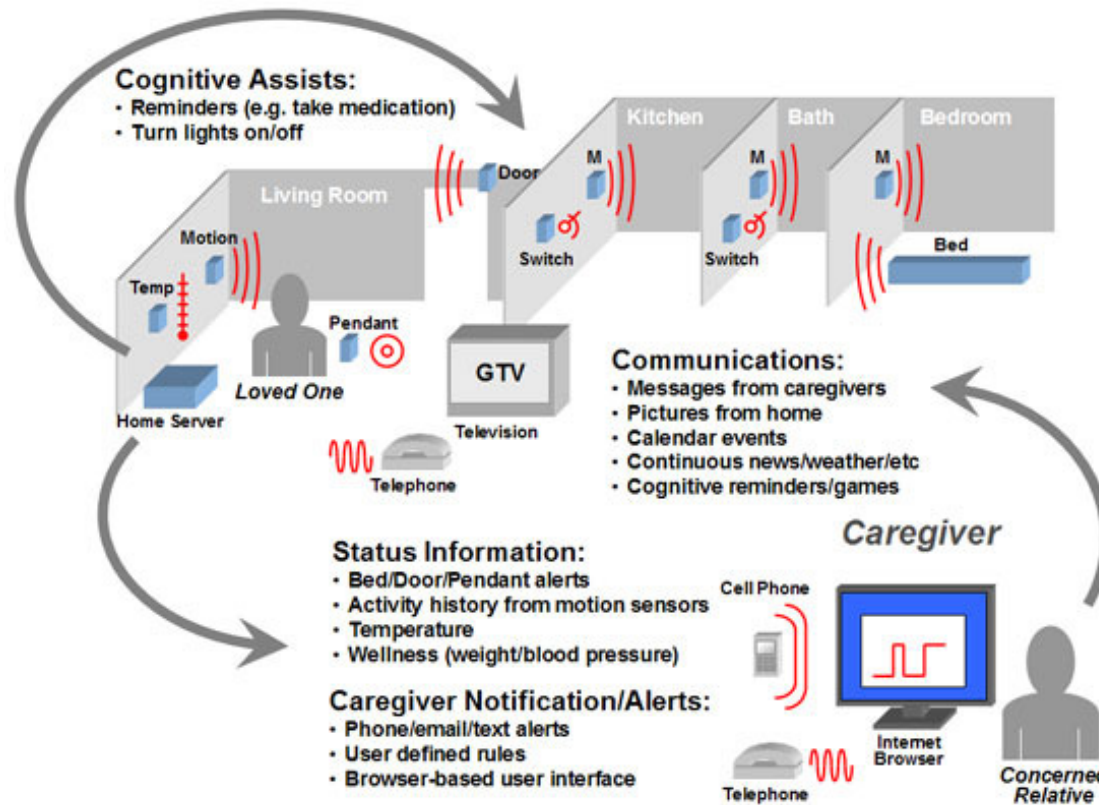 Cognitive Assists:
• Reminders (e.g. take medication)
• Turn lights on/off
Kitchen
Bath
Bedroom
Living Room
Door
M
M
M
Motion
Switch
Switch
Bed
Temp
Pendant
GTV
Loved One
Home Server
Television
Telephone
Communications:
• Messages from caregivers
• Pictures from home
• Calendar events
• Continuous news/weather/etc
• Cognitive reminders/games
Caregiver
Status Information:
• Bed/Door/Pendant alerts
• Activity history from motion sensors
• Temperature
• Wellness (weight/blood pressure)
Caregiver Notification/Alerts:
• Phone/email/text alerts
• User defined rules
• Browser-based user interface
Cell Phone
Internet
Browser
Telephone
Concerned
Relative